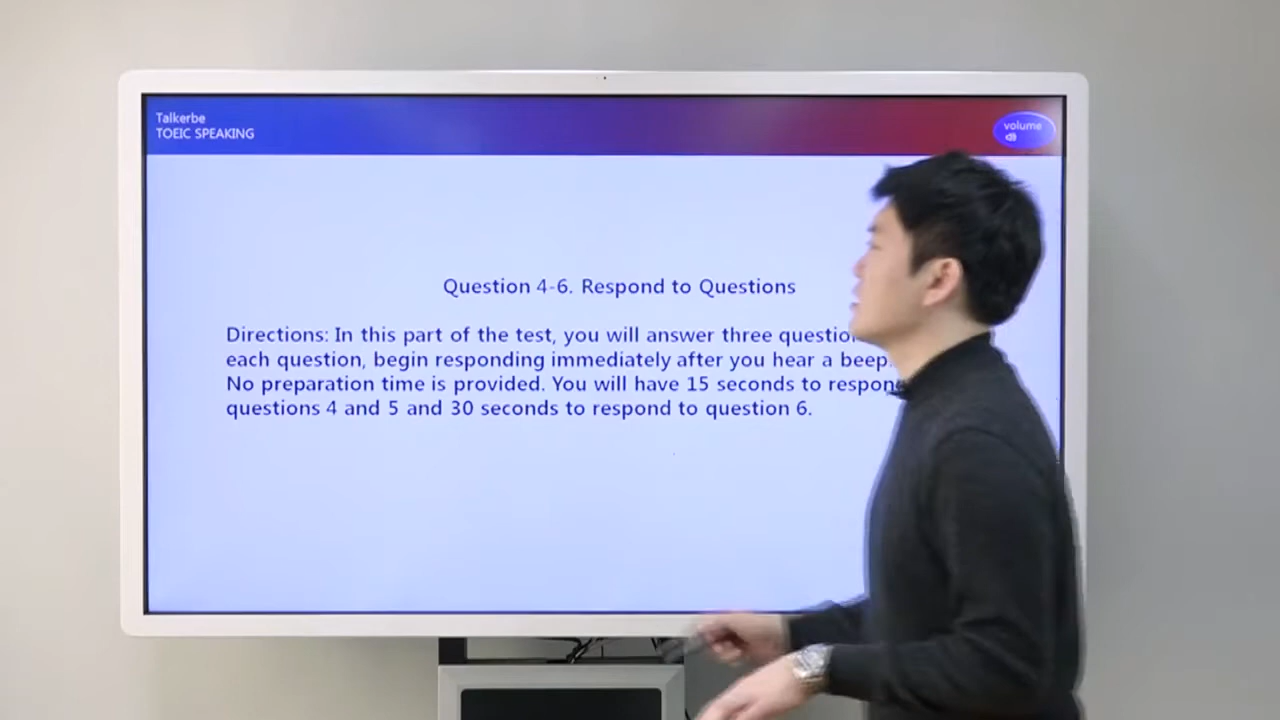 Talkerbe
TOEIC SPEAKING
volume
Question 4-6. Respond to Questions
Directions: In this part of the test, you will answer three
each question, begin responding immediately after you hear a beep.
No preparation time is provided. You will have 15 seconds to
questions 4 and 5 and 30 seconds to respond to question 6.